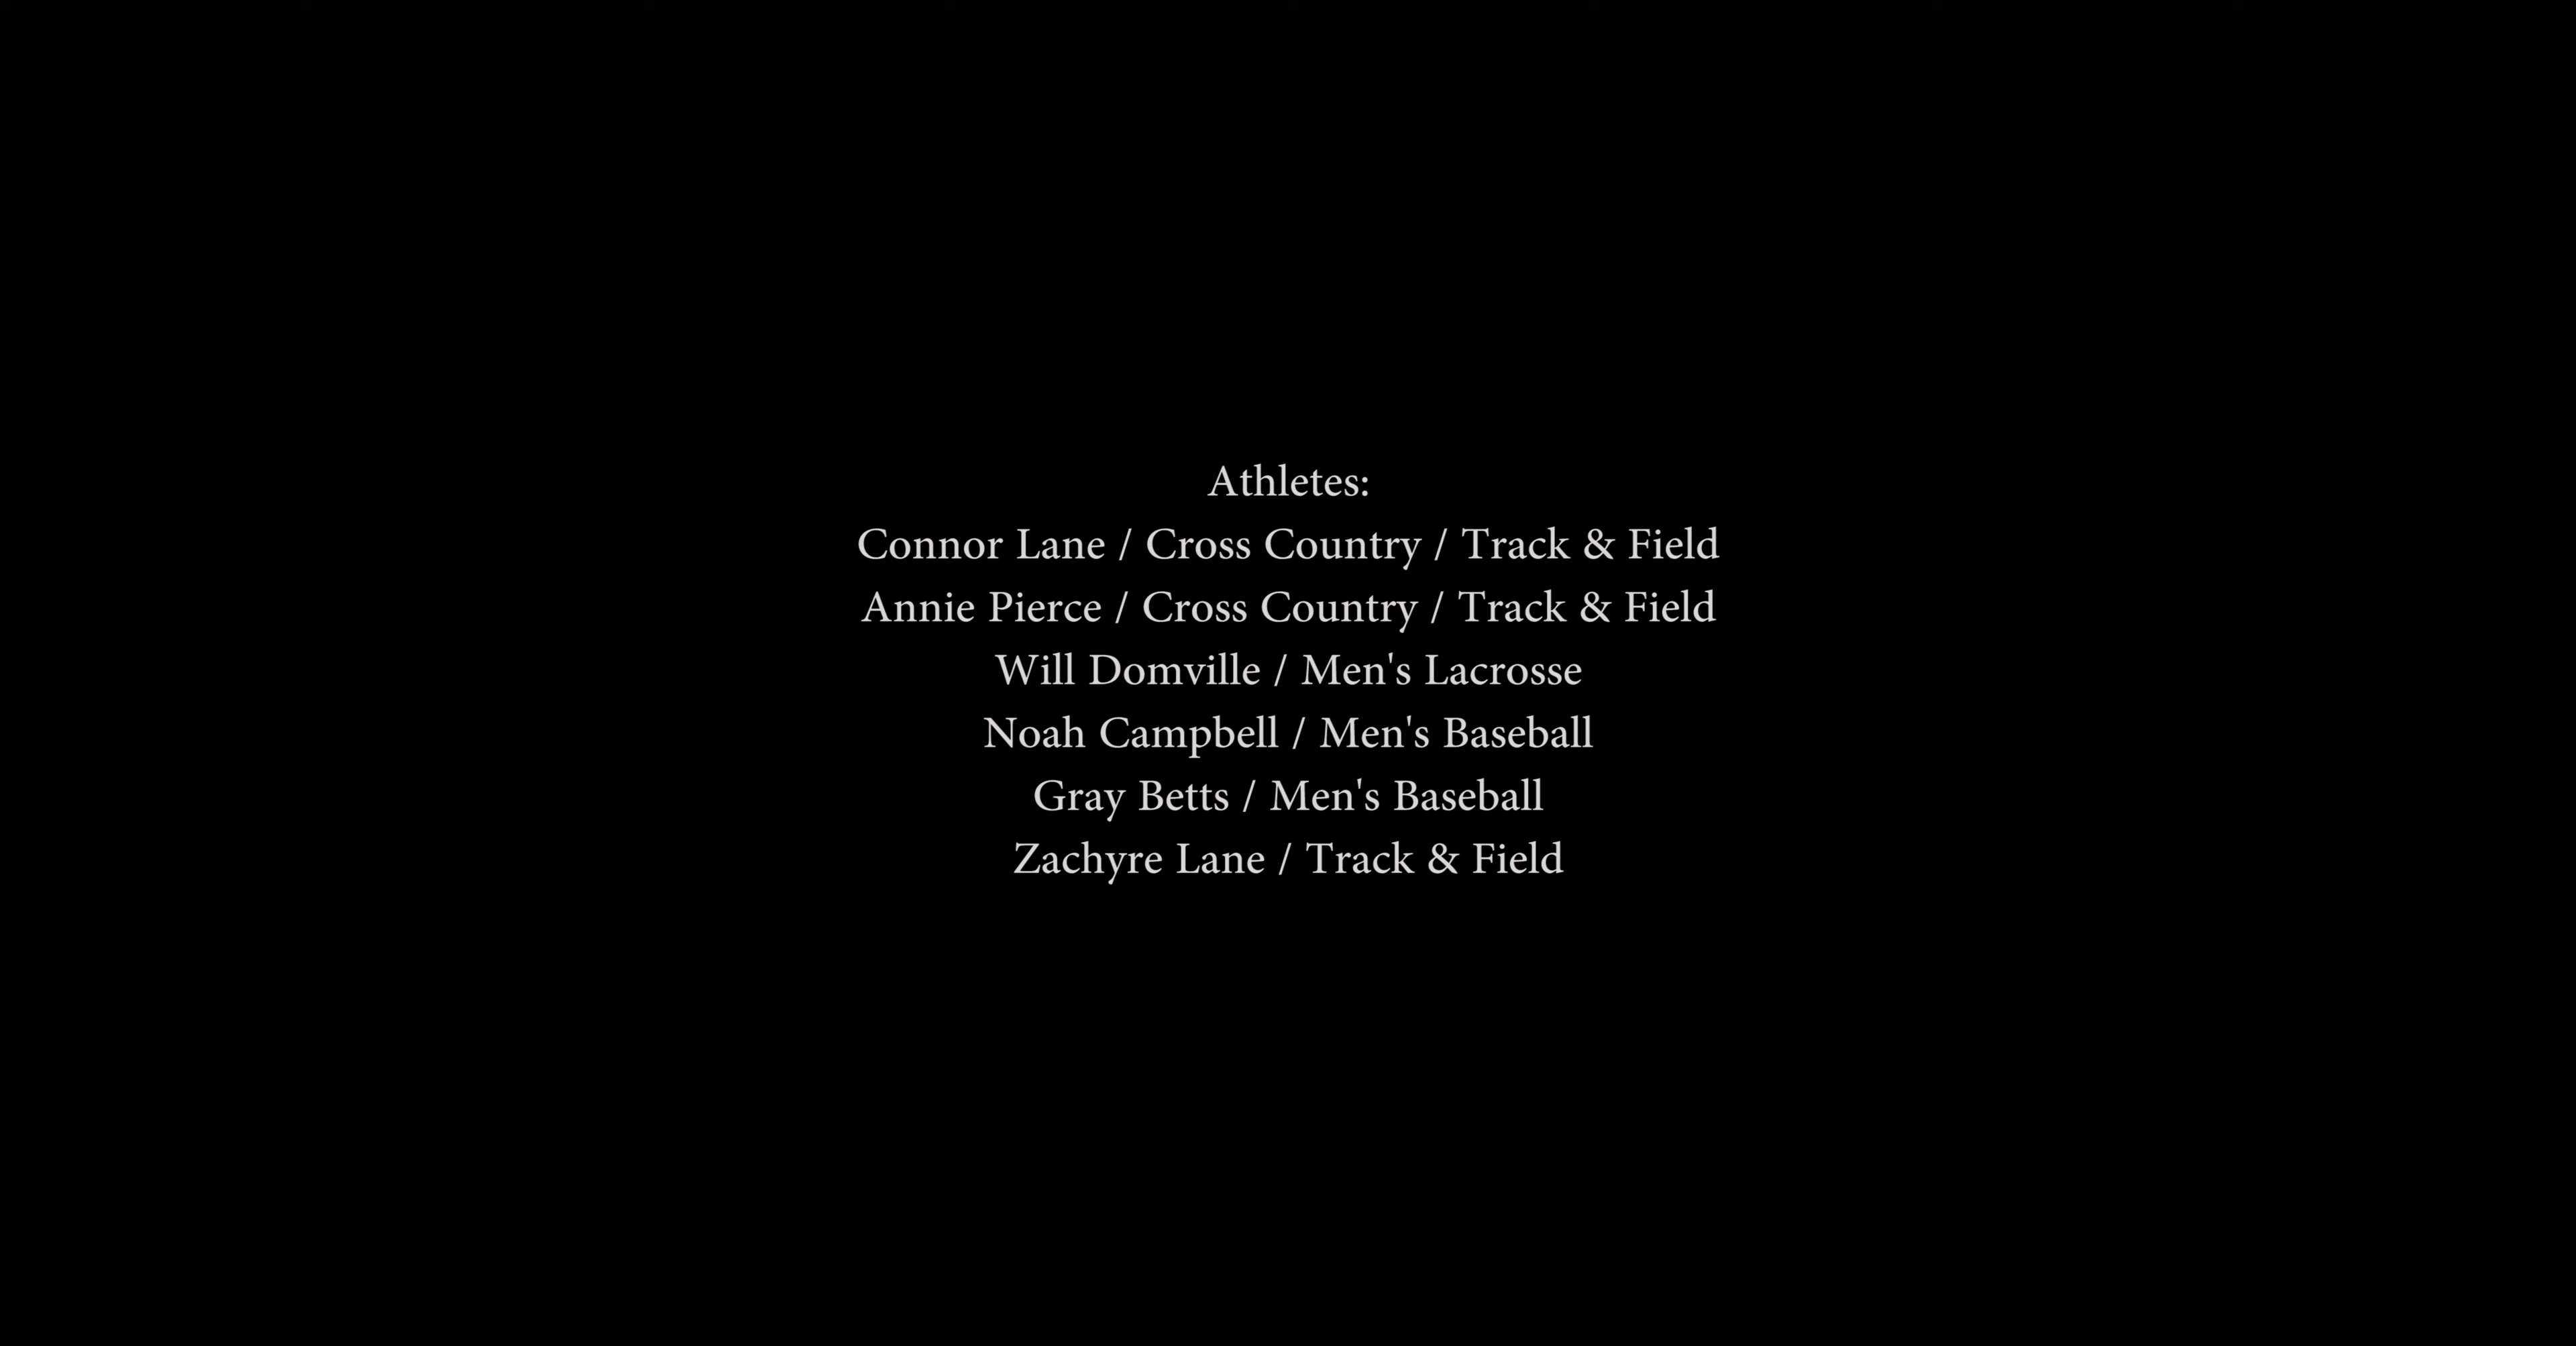 Athletes:
Connor Lane / Cross Country / Track & Field
Annie Pierce / Cross Country / Track & Field
Will Domville / Men's Lacrosse
Noah Campbell / Men's Baseball
Gray Betts / Men's Baseball
Zachyre Lane / Track & Field